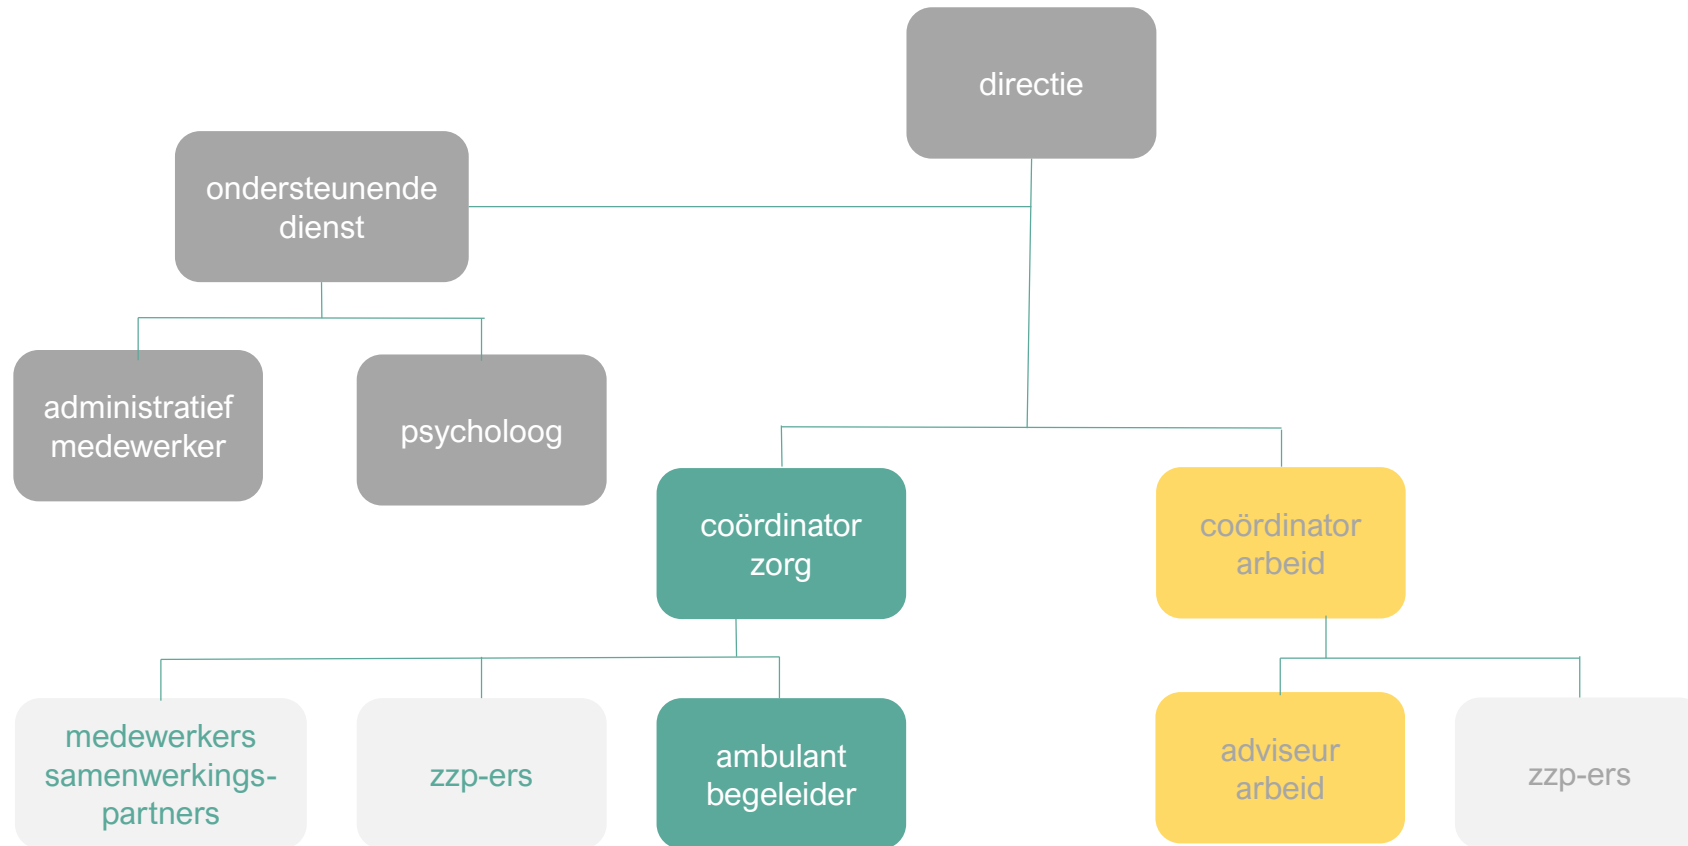 directie
ondersteunende
dienst
administratief
medewerker
psycholoog
coördinator
zorg
coördinator
arbeid
medewerkers
samenwerkings-
partners
zzp-ers
ambulant
begeleider
adviseur
arbeid
zzp-ers